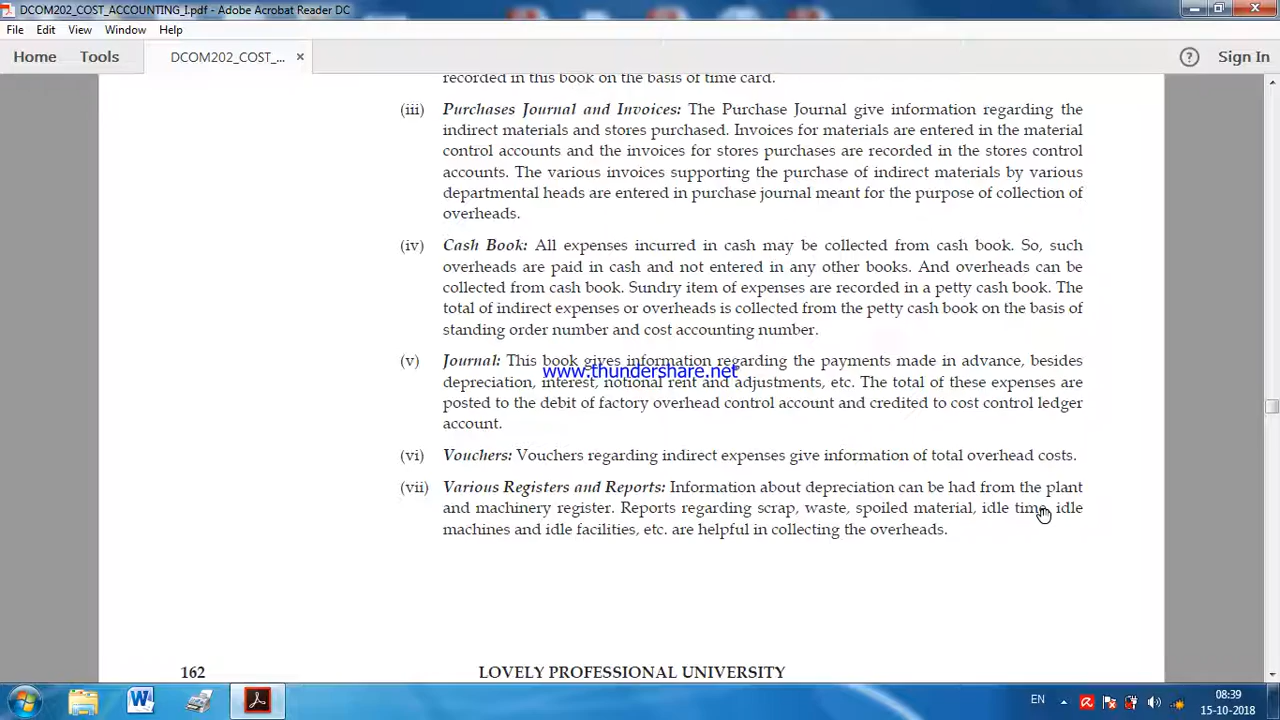 DCOM202_COST_ACCOUNTING_I.pdf - Adobe Acrobat Reader DC
File Edit View Window Help
Home Tools DCOM202_COST_... × ? Sign In
recorded in this book on the basis of time card.
(iii) Purchases Journal and Invoices: The Purchase Journal give information regarding the
indirect materials and stores purchased. Invoices for materials are entered in the material
control accounts and the invoices for stores purchases are recorded in the stores control
accounts. The various invoices supporting the purchase of indirect materials by various
departmental heads are entered in purchase journal meant for the purpose of collection of
overheads.
(iv) Cash Book: All expenses incurred in cash may be collected from cash book. So, such
overheads are paid in cash and not entered in any other books. And overheads can be
collected from cash book. Sundry item of expenses are recorded in a petty cash book. The
total of indirect expenses or overheads is collected from the petty cash book on the basis of
standing order number and cost accounting number.
(v) Journal: This book gives information regarding the payments made in advance, besides
www.thundershare.net
depreciation, interest, notional rent and adjustments, etc. The total of these expenses are
posted to the debit of factory overhead control account and credited to cost control ledger
account.
(vi) Vouchers: Vouchers regarding indirect expenses give information of total overhead costs.
(vii) Various Registers and Reports: Information about depreciation can be had from the plant
and machinery register. Reports regarding scrap, waste, spoiled material, idle time, idle
machines and idle facilities, etc. are helpful in collecting the overheads.
162 LOVELY PROFESSIONAL UNIVERSITY
EN 08:39
15-10-2018